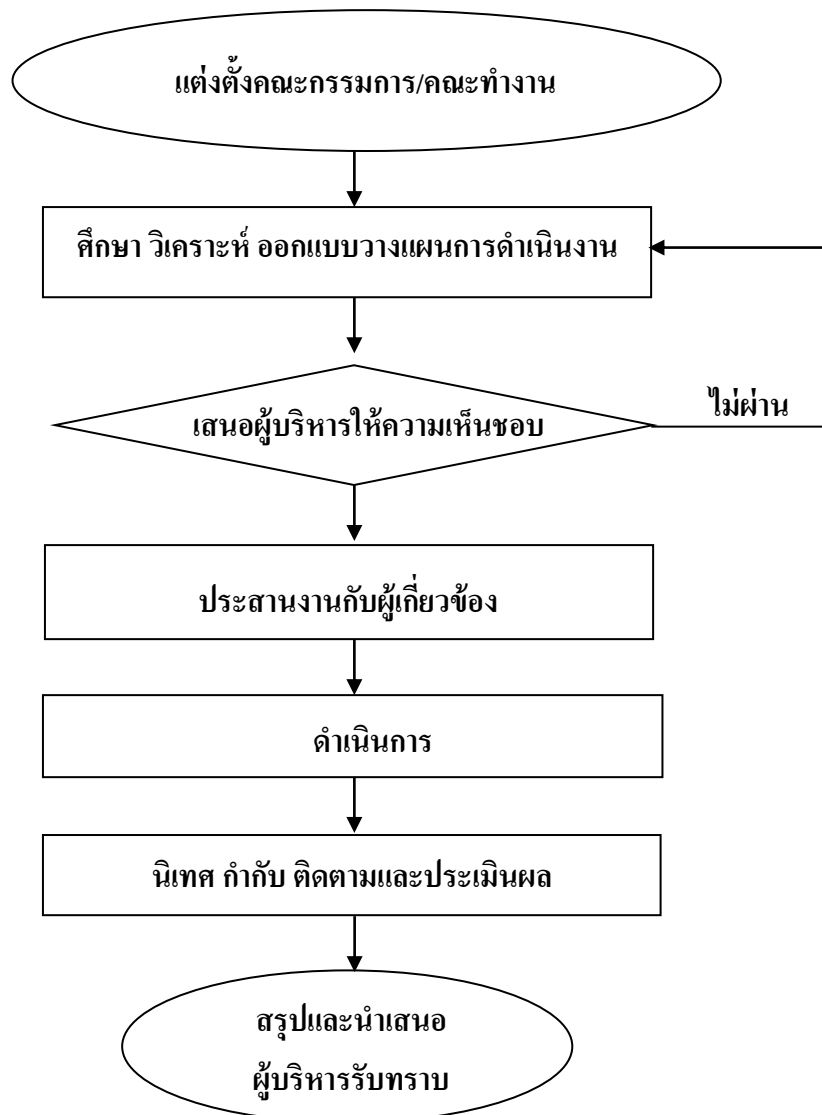 แต่งตั้งคณะกรรมการ/คณะทำงาน
ศึกษา วิเคราะห์ ออกแบบวางแผนการดำเนินงาน
เสนอผู้บริหารให้ความเห็นชอบ
ไม่ผ่าน
ประสานงานกับผู้เกี่ยวข้อง
ดำเนินการ
นิเทศ กำกับ ติดตามและประเมินผล
สรุปและนำเสนอ
ผู้บริหารรับทราบ